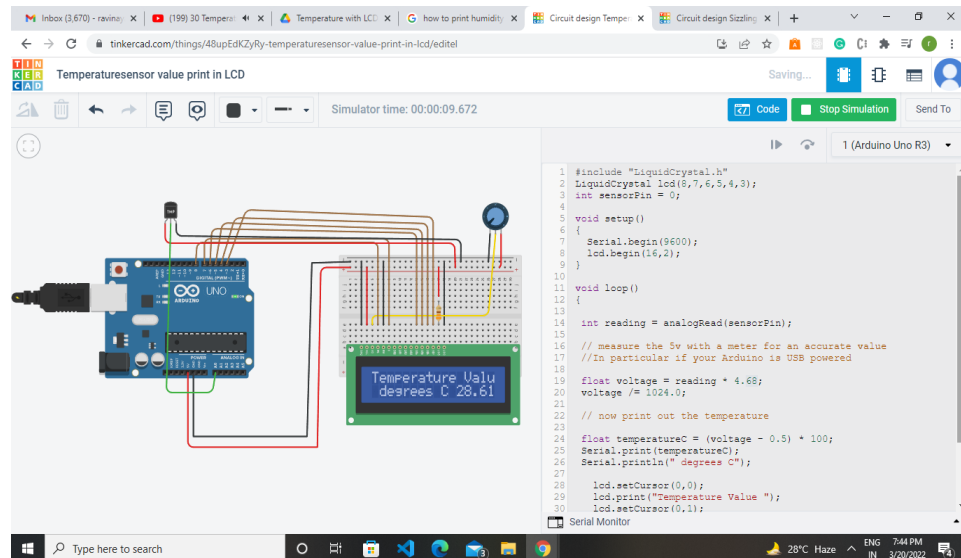 Inbox (3,670) - ravinay
(199) 30 Temperat
Temperature with LCD
how to print humidity
Circuit design Temper
Circuit design Sizzling
tinkercad.com/things/48upEdKZyRy-temperaturesensor-value-print-in-lcd/editel
TIN
KER
CAD
Temperaturesensor value print in LCD
Saving...
Simulator time: 00:00:09.672
Code
Stop Simulation
Send To
1 (Arduino Uno R3)
1 #include "LiquidCrystal.h"
2 LiquidCrystal lcd(8,7,6,5,4,3);
3 int sensorPin = 0;
4
5 void setup()
6 {
7 Serial.begin(9600);
8 lcd.begin(16,2);
9 }
10
11 void loop()
12 {
13
14 int reading = analogRead(sensorPin);
15
16 // measure the 5v with a meter for an accurate value
17 //In particular if your Arduino is USB powered
18
19 float voltage = reading * 4.68;
20 voltage /= 1024.0;
21
22 // now print out the temperature
23
24 float temperatureC = (voltage - 0.5) * 100;
25 Serial.print(temperatureC);
26 Serial.println(" degrees C");
27
28 lcd.setCursor(0,0);
29 lcd.print("Temperature Value ");
30 lcd.setCursor(0,1);
Serial Monitor
TMP
DIGITAL (PWM~)
UNO
ARDUINO
POWER
ANALOG IN
Temperature Valu
degrees C 28.61
Type here to search
28°C Haze
ENG
IN
7:44 PM
3/20/2022